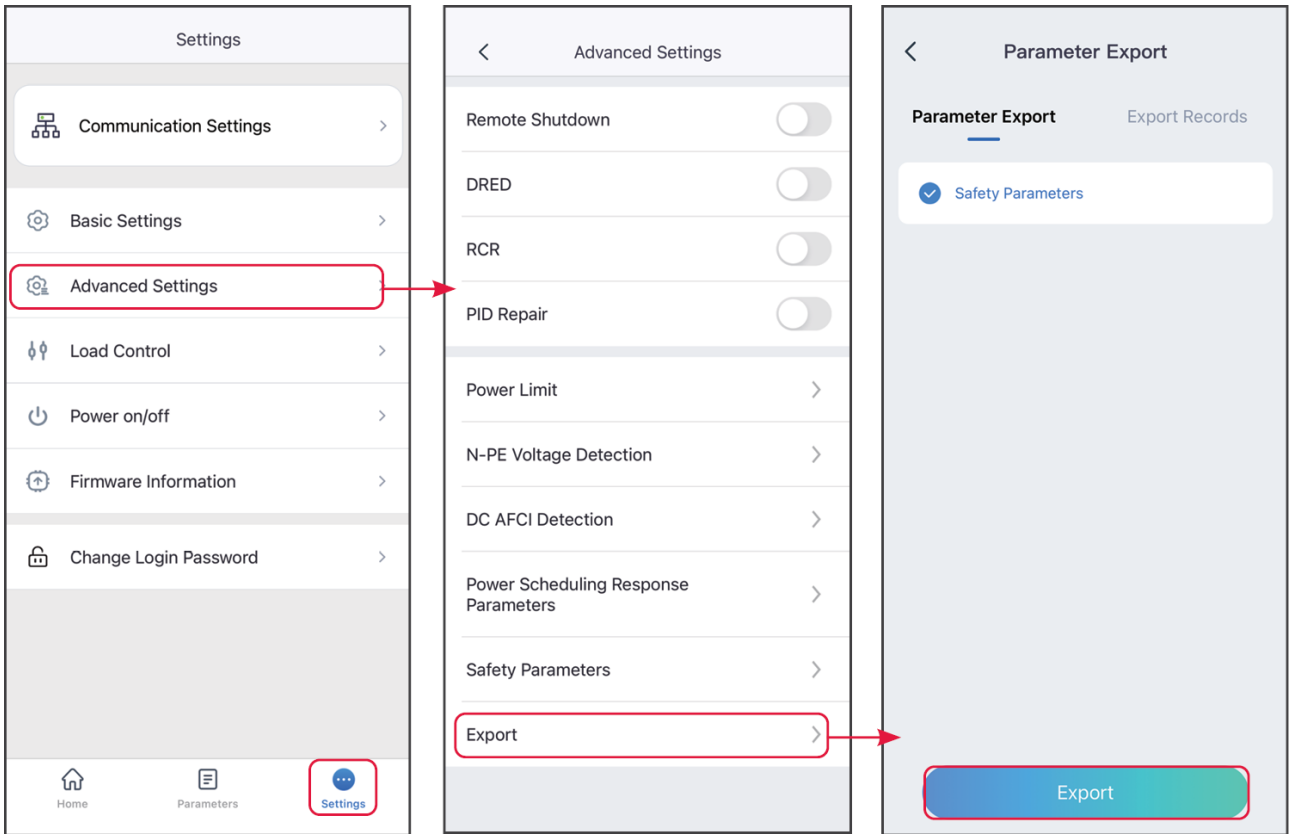 Settings
Communication Settings
Basic Settings
Advanced Settings
Load Control
Power on/off
Firmware Information
Change Login Password
Home
Parameters
Settings
Advanced Settings
Remote Shutdown
DRED
RCR
PID Repair
Power Limit
N-PE Voltage Detection
DC AFCI Detection
Power Scheduling Response
Parameters
Safety Parameters
Export
Parameter Export
Parameter Export
Export Records
Safety Parameters
Export